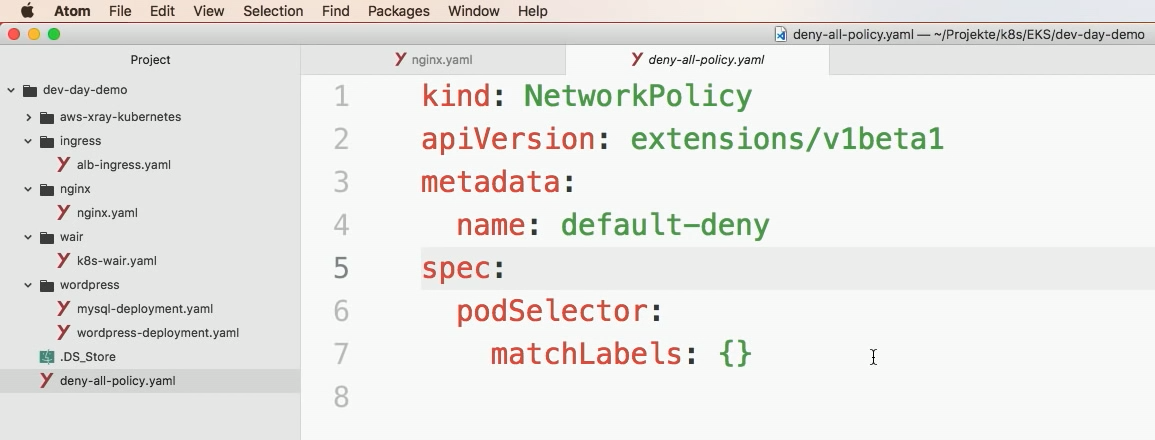 Atom File Edit View Selection Find Packages Window Help
deny-all-policy.yaml — ~/Projekte/k8s/EKS/dev-day-demo
Project
nginx.yaml
deny-all-policy.yaml
dev-day-demo
aws-xray-kubernetes
ingress
alb-ingress.yaml
nginx
nginx.yaml
wair
k8s-wair.yaml
wordpress
mysql-deployment.yaml
wordpress-deployment.yaml
.DS_Store
deny-all-policy.yaml
1 kind: NetworkPolicy
2 apiVersion: extensions/v1beta1
3 metadata:
4   name: default-deny
5 spec:
6   podSelector:
7     matchLabels: {}
8